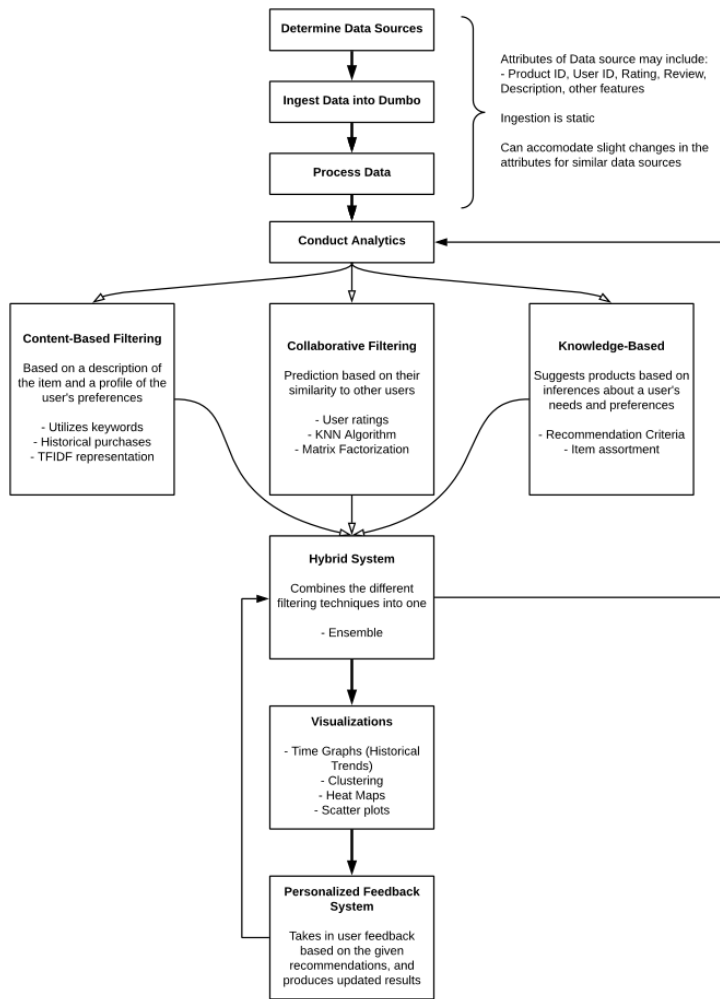 Determine Data Sources
Ingest Data into Dumbo
Process Data
Attributes of Data source may include:
- Product ID, User ID, Rating, Review,
Description, other features
Ingestion is static
Can accomodate slight changes in the
attributes for similar data sources
Conduct Analytics
Content-Based Filtering
Based on a description of
the item and a profile of the
user's preferences
- Utilizes keywords
- Historical purchases
- TFIDF representation
Collaborative Filtering
Prediction based on their
similarity to other users
- User ratings
- KNN Algorithm
- Matrix Factorization
Knowledge-Based
Suggests products based on
inferences about a user's
needs and preferences
- Recommendation Criteria
- Item assortment
Hybrid System
Combines the different
filtering techniques into one
- Ensemble
Visualizations
- Time Graphs (Historical
Trends)
- Clustering
- Heat Maps
- Scatter plots
Personalized Feedback
System
Takes in user feedback
based on the given
recommendations, and
produces updated results